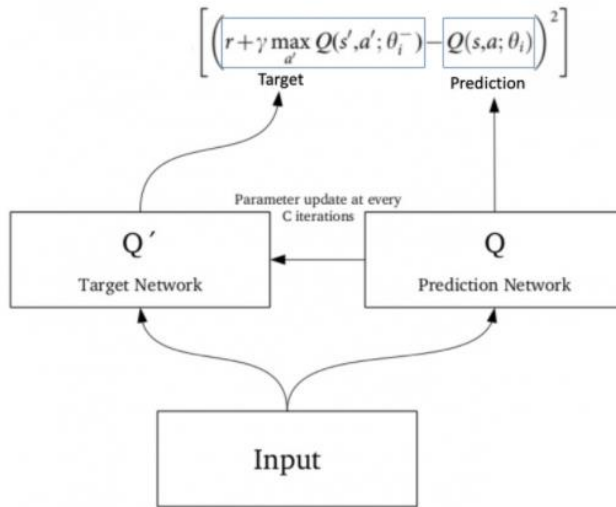 [(r + γ max_{a'} Q(s',a'; θ_i^-) − Q(s,a; θ_i))^2]
Target Prediction
Parameter update at every
C iterations
Q′ Q
Target Network Prediction Network
Input